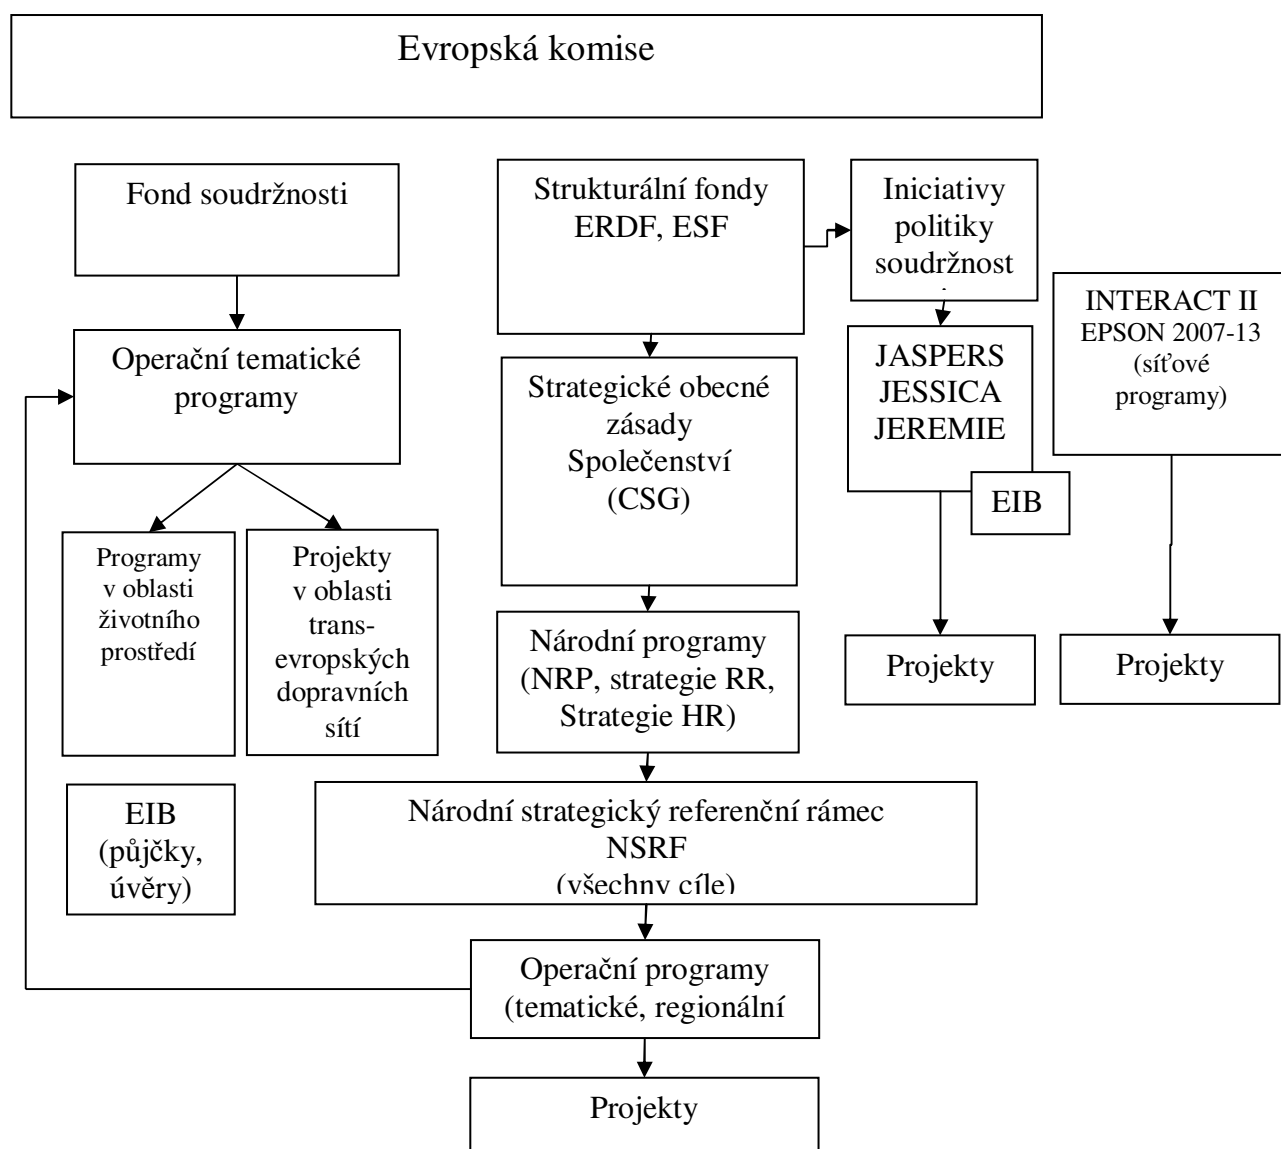 Evropská komise
Fond soudržnosti
Operační tematické
programy
Programy
v oblasti
životního
prostředí
Projekty
v oblasti
trans-
evropských
dopravních
sítí
EIB
(půjčky,
úvěry)
Strukturální fondy
ERDF, ESF
Strategické obecné
zásady
Společenství
(CSG)
Národní programy
(NRP, strategie RR,
Strategie HR)
Národní strategický referenční rámec
NSRF
(všechny cíle)
Operační programy
(tematické, regionální
Projekty
Iniciativy
politiky
soudržnost
JASPERS
JESSICA
JEREMIE
EIB
Projekty
INTERACT II
EPSON 2007-13
(síťové
programy)
Projekty